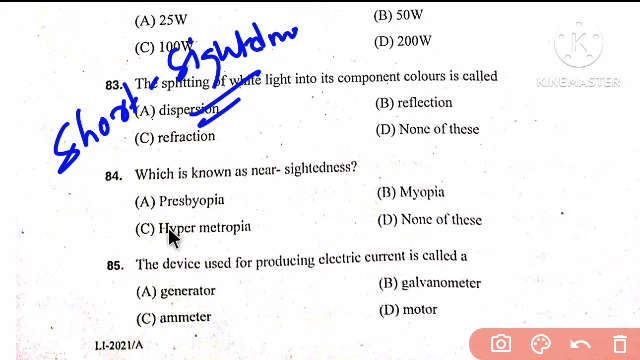 (A) 25W (B) 50W
(C) 100W (D) 200W
KINEMASTER
Short - Sightedn
83. The splitting of white light into its component colours is called
(A) dispersion (B) reflection
(C) refraction (D) None of these
84. Which is known as near- sightedness?
(A) Presbyopia (B) Myopia
(C) Hyper metropia (D) None of these
85. The device used for producing electric current is called a
(A) generator (B) galvanometer
(C) ammeter (D) motor
LI-2021/A